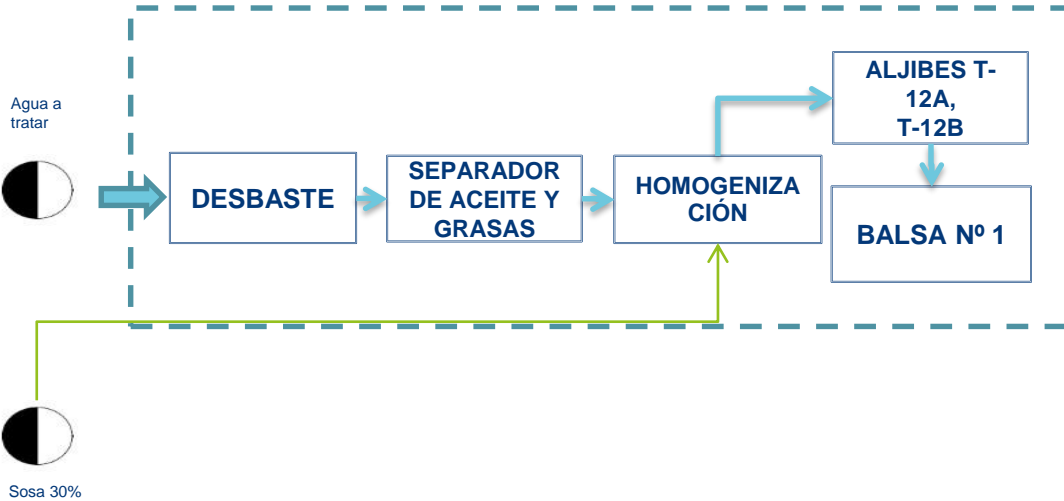 Agua a
tratar
DESBASTE
SEPARADOR
DE ACEITE Y
GRASAS
HOMOGENIZA
CIÓN
ALJIBES T-
12A,
T-12B
BALSA Nº 1
Sosa 30%